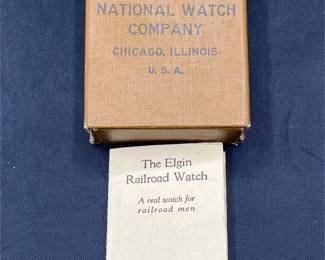 NATIONAL WATCH
COMPANY
CHICAGO, ILLINOIS
U. S. A.
The Elgin
Railroad Watch
A real watch for
railroad men